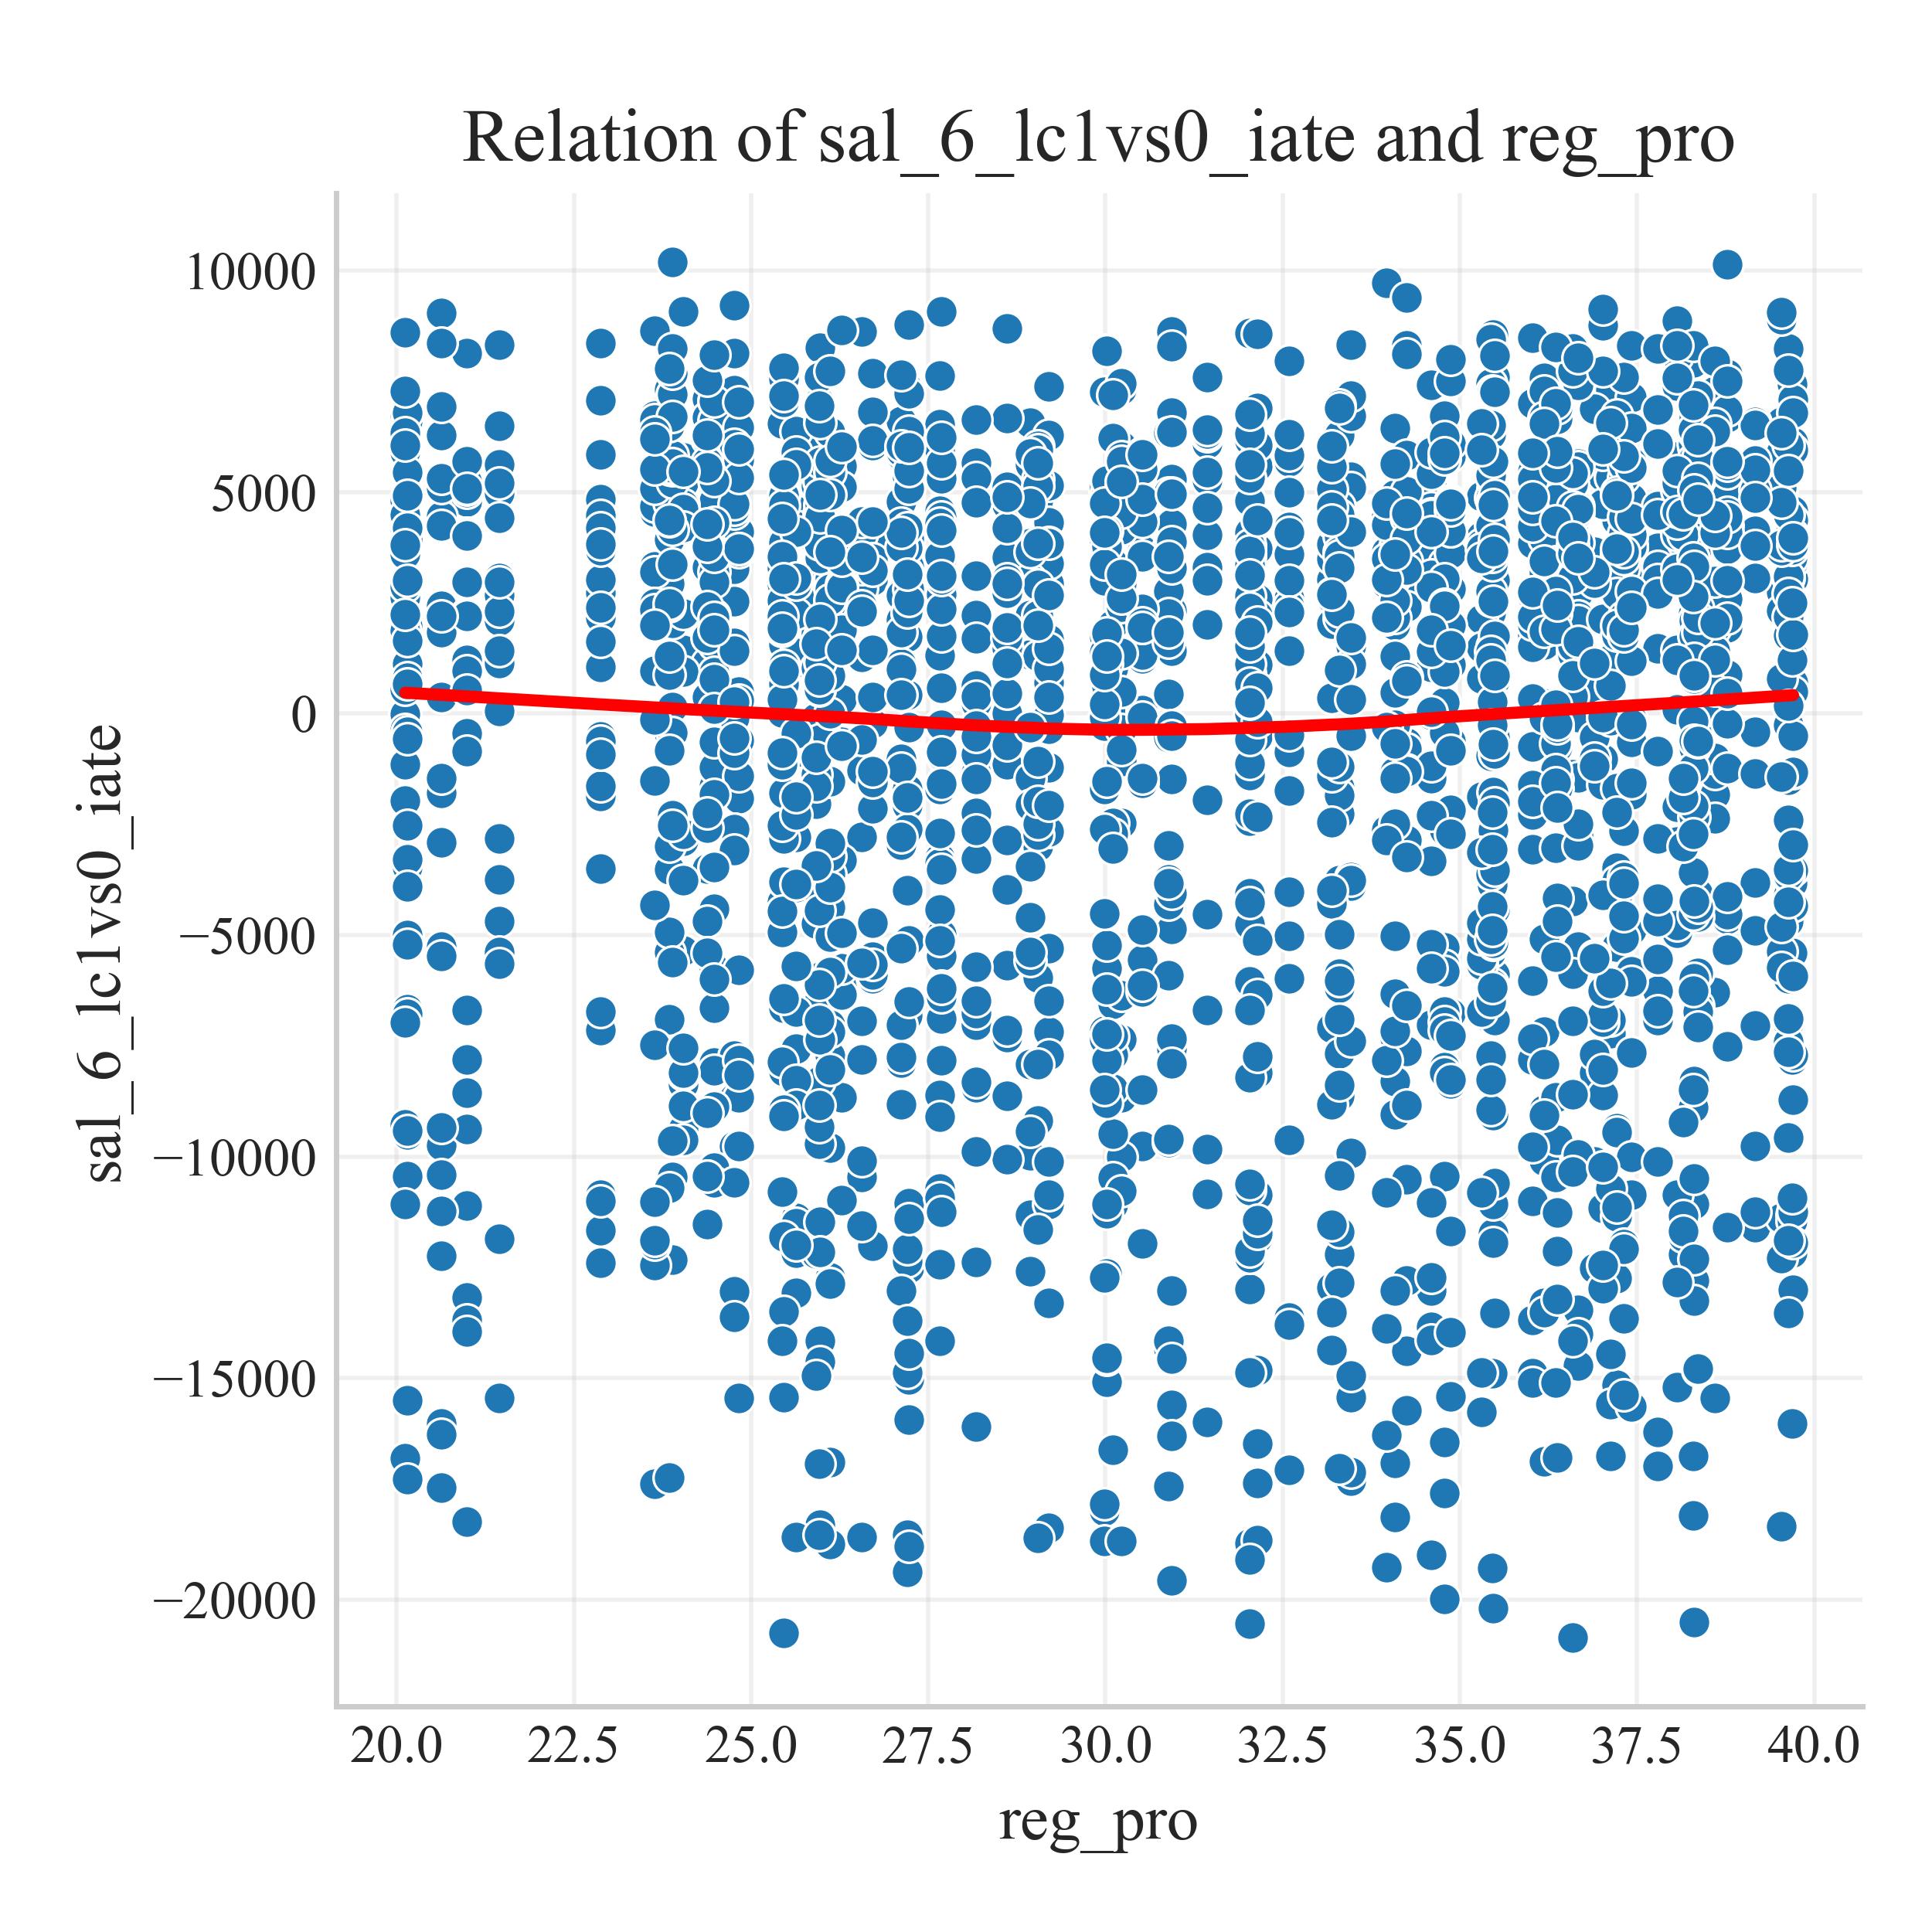 Relation of sal_6_lc1vs0_iate and reg_pro
sal_6_lc1vs0_iate
10000
5000
0
−5000
−10000
−15000
−20000
20.0 22.5 25.0 27.5 30.0 32.5 35.0 37.5 40.0
reg_pro